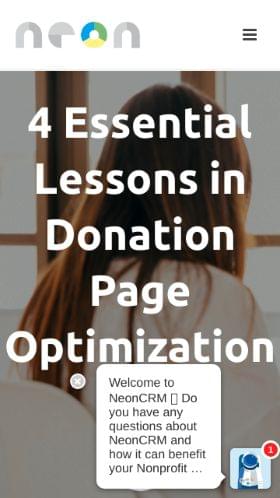 neon
4 Essential
Lessons in
Donation
Page
Optimization
Welcome to
NeonCRM ▯ Do
you have any
questions about
NeonCRM and
how it can benefit
your Nonprofit ...
1